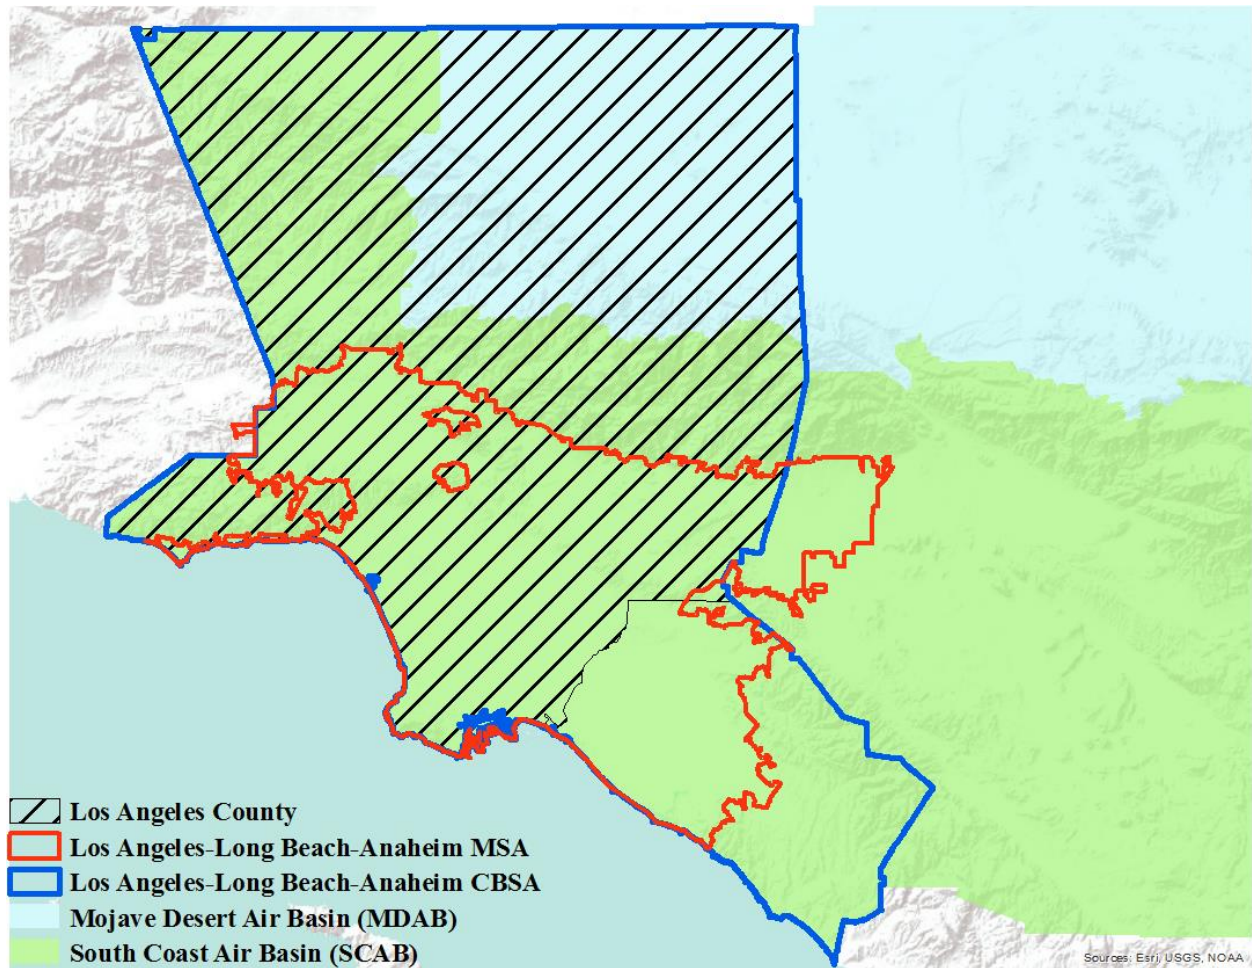 Los Angeles County
Los Angeles-Long Beach-Anaheim MSA
Los Angeles-Long Beach-Anaheim CBSA
Mojave Desert Air Basin (MDAB)
South Coast Air Basin (SCAB)
Sources: Esri, USGS, NOAA